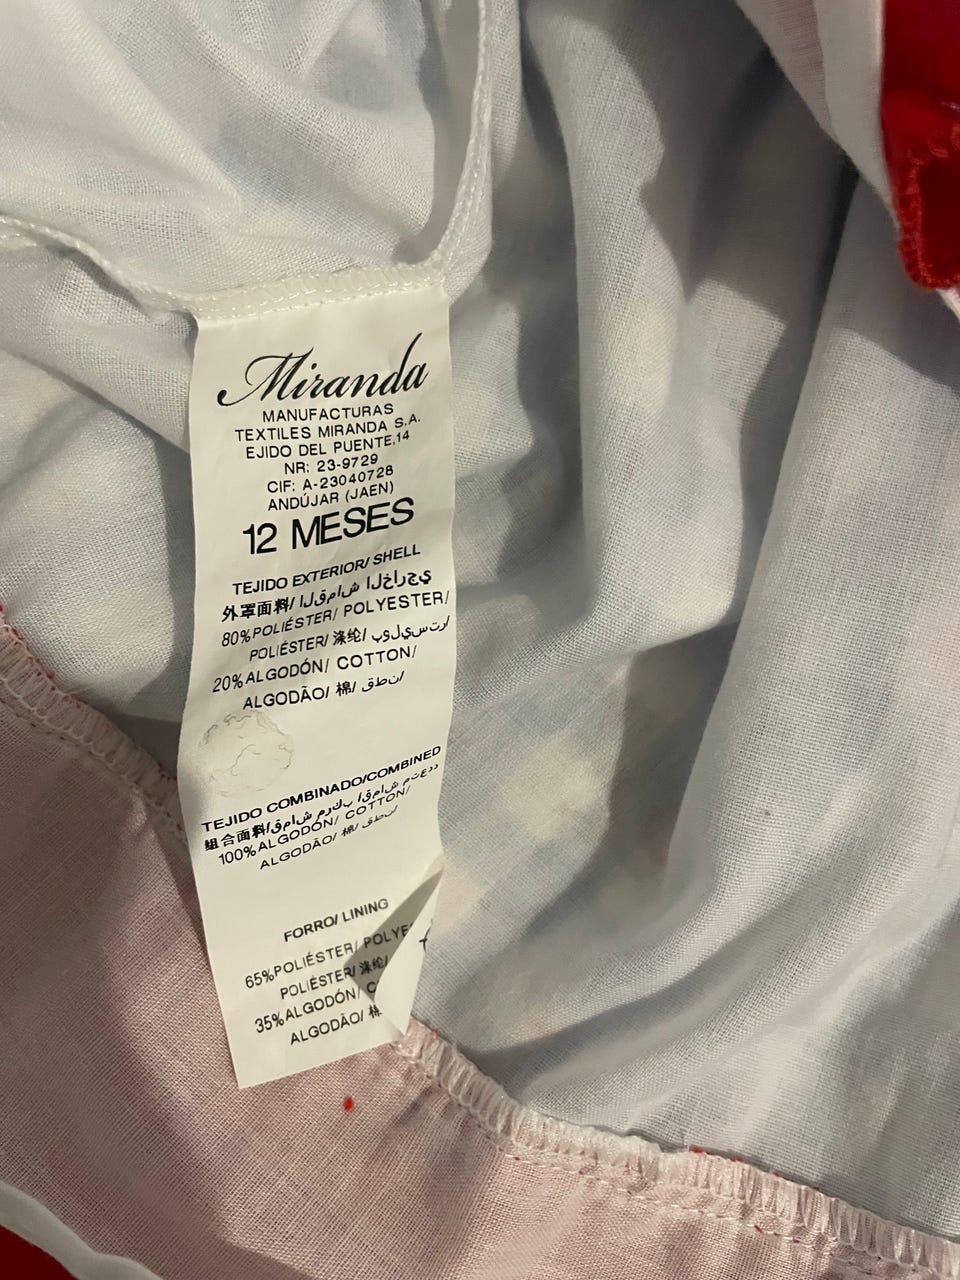 Miranda
MANUFACTURAS
TEXTILES MIRANDA S.A.
EJIDO DEL PUENTE,14
NR: 23-9729
CIF: A-23040728
ANDÚJAR (JAEN)
12 MESES
TEJIDO EXTERIOR/ SHELL
外罩面料/ القماش الخارجي
80%POLIÉSTER/ POLYESTER/
POLIÉSTER/ 涤纶/ بوليستر/
20%ALGODÓN/ COTTON/
ALGODÃO/ 棉/ قطن/
TEJIDO COMBINADO/COMBINED
组合面料/
100%ALGODÓN/ COTTON/
ALGODÃO/ 棉/ قطن/
FORRO/ LINING
65%POLIÉSTER/ POLYE
POLIÉSTER/ 涤纶/
35%ALGODÓN/ C
ALGODÃO/ 棉